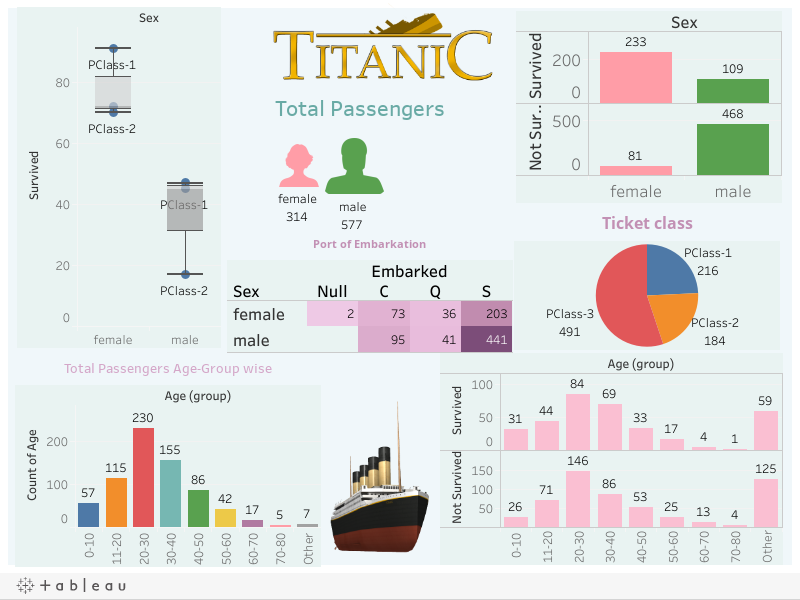 Sex
Survived
80
60
40
20
0
PClass-1
PClass-2
PClass-1
PClass-2
female
male
TITANIC
Total Passengers
female
314
male
577
Port of Embarkation
Embarked
Sex Null C Q S
female 2 73 36 203
male 95 41 441
Sex
Survived
200
0
233
109
Not Sur..
500
0
81
468
female
male
Ticket class
PClass-1
216
PClass-2
184
PClass-3
491
Total Passengers Age-Group wise
Age (group)
Count of Age
200
100
0
57 115 230 155 86 42 17 5 7
0-10 11-20 20-30 30-40 40-50 50-60 60-70 70-80 Other
Age (group)
Survived
100
50
0
31 44 84 69 33 17 4 1 59
Not Survived
150
100
50
26 71 146 86 53 25 13 4 125
0-10 11-20 20-30 30-40 40-50 50-60 60-70 70-80 Other
+ a b l e a u